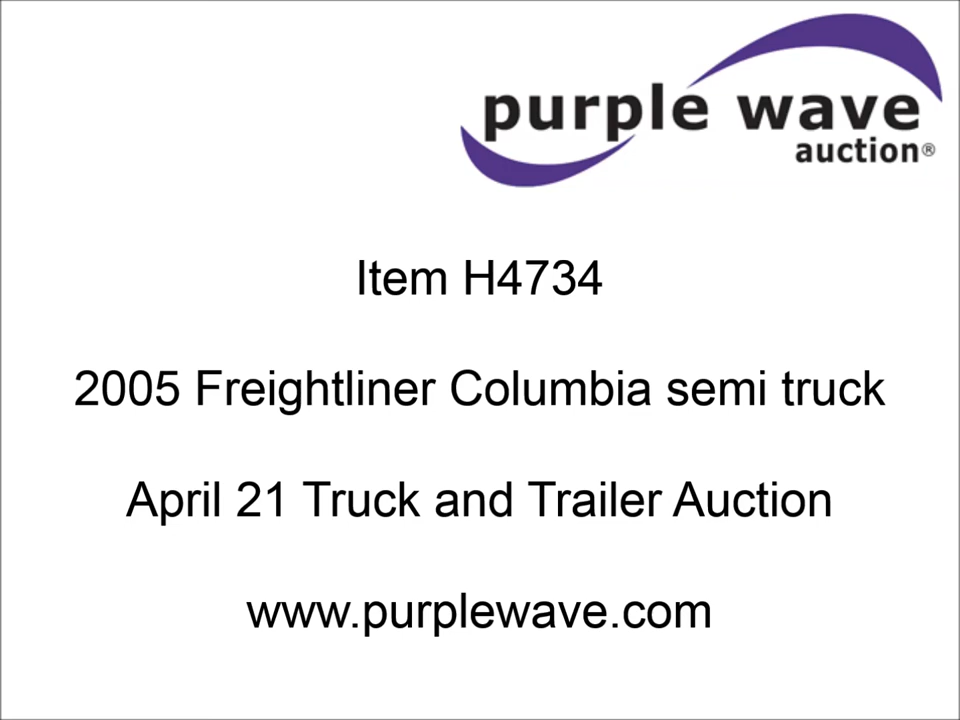 purple wave
auction®
Item H4734
2005 Freightliner Columbia semi truck
April 21 Truck and Trailer Auction
www.purplewave.com